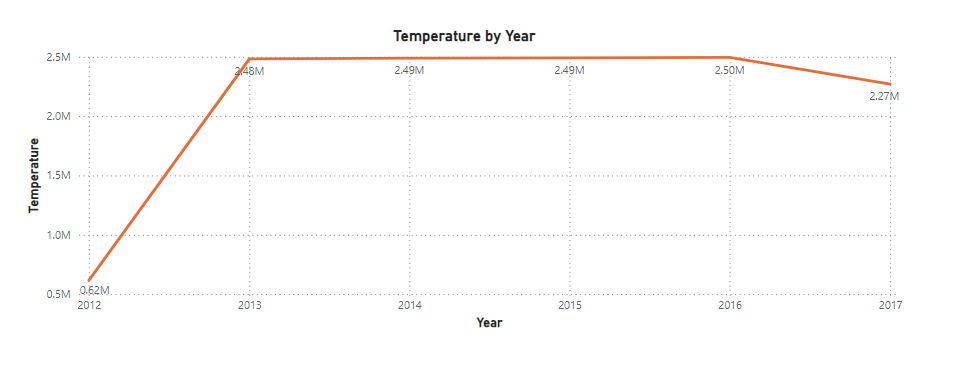 Temperature by Year
Temperature
2.5M
2.0M
1.5M
1.0M
0.5M
0.62M
2.48M
2.49M
2.49M
2.50M
2.27M
2012 2013 2014 2015 2016 2017
Year